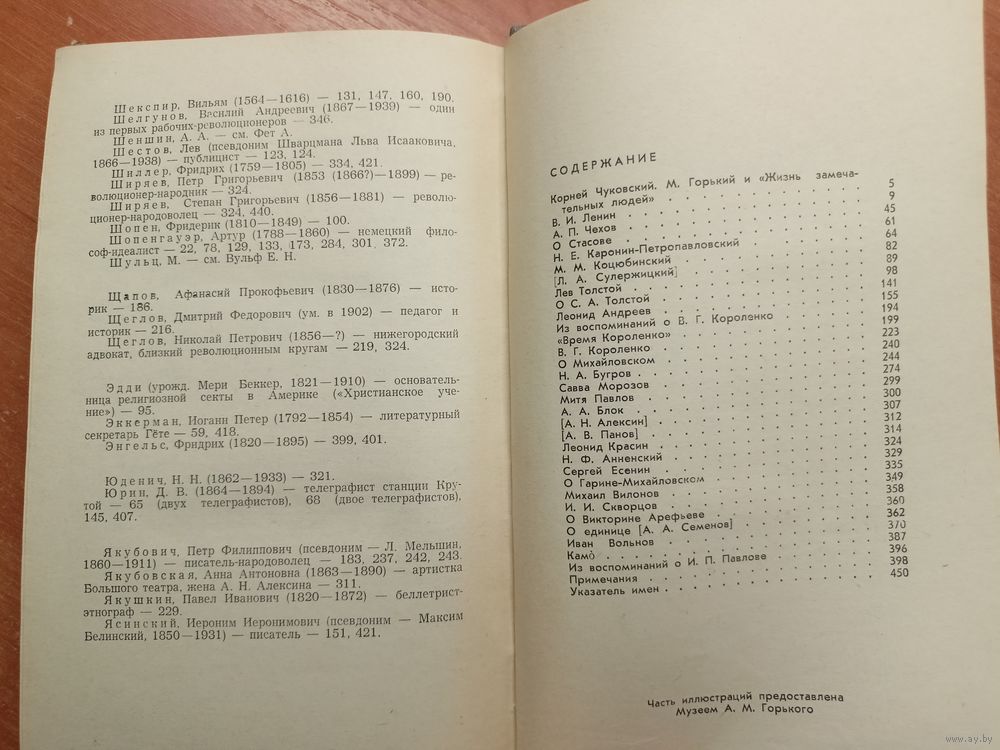 Шекспир, Вильям (1564—1616) — 131, 147, 160, 190.
Шелгунов, Василий Андреевич (1867—1939) — один
из первых рабочих-революционеров — 346.
Шеншин, А. А. — см. Фет А.
Шестов, Лев (псевдоним Шварцмана Льва Исааковича,
1866—1938) — публицист — 123, 124.
Шиллер, Фридрих (1759—1805) — 334, 421.
Ширяев, Петр Григорьевич (1853 (1866?)—1899) — ре-
волюционер-народник — 324.
Ширяев, Степан Григорьевич (1856—1881) — револю-
ционер-народоволец — 324, 440.
Шопен, Фридерик (1810—1849) — 100.
Шопенгауэр, Артур (1788—1860) — немецкий фило-
соф-идеалист — 22, 78, 129, 133, 173, 284, 301, 372.
Шульц, М. — см. Вульф Е. Н.
Щапов, Афанасий Прокофьевич (1830—1876) — исто-
рик — 186.
Щеглов, Дмитрий Федорович (ум. в 1902) — педагог и
историк — 216.
Щеглов, Николай Петрович (1856—?) — нижегородский
адвокат, близкий революционным кругам — 219, 324.
Эдди (урожд. Мери Беккер, 1821—1910) — основатель-
ница религиозной секты в Америке («Христианское уче-
ние») — 95.
Эккерман, Иоганн Петер (1792—1854) — литературный
секретарь Гёте — 59, 418.
Энгельс, Фридрих (1820—1895) — 399, 401.
Юденич, Н. Н. (1862—1933) — 321.
Юрин, Д. В. (1864—1894) — телеграфист станции Кру-
той — 65 (двух телеграфистов), 68 (двое телеграфистов),
145, 407.
Якубович, Петр Филиппович (псевдоним — Л. Мельшин,
1860—1911) — писатель-народоволец — 183, 237, 242, 243.
Якубовская, Анна Антоновна (1863—1890) — артистка
Большого театра, жена А. Н. Алексина — 311.
Якушкин, Павел Иванович (1820—1872) — беллетрист-
этнограф — 229.
Ясинский, Иероним Иеронимович (псевдоним — Максим
Белинский, 1850—1931) — писатель — 151, 421.
СОДЕРЖАНИЕ
Корней Чуковский. М. Горький и «Жизнь замеча-
тельных людей» . . . 5
В. И. Ленин . . . 9
А. П. Чехов . . . 45
О Стасове . . . 61
Н. Е. Каронин-Петропавловский . . . 64
М. М. Коцюбинский . . . 82
[Л. А. Сулержицкий] . . . 89
Лев Толстой . . . 98
О С. А. Толстой . . . 141
Леонид Андреев . . . 155
Из воспоминаний о В. Г. Короленко . . . 194
«Время Короленко» . . . 199
В. Г. Короленко . . . 223
О Михайловском . . . 240
Н. А. Бугров . . . 244
Савва Морозов . . . 274
Митя Павлов . . . 299
А. А. Блок . . . 300
[А. Н. Алексин] . . . 307
[А. В. Панов] . . . 312
Леонид Красин . . . 314
Н. Ф. Анненский . . . 324
Сергей Есенин . . . 329
О Гарине-Михайловском . . . 335
Михаил Вилонов . . . 349
И. И. Скворцов . . . 358
О Викторине Арефьеве . . . 360
О единице [А. А. Семенов] . . . 362
Иван Вольнов . . . 370
Камо . . . 387
Из воспоминаний о И. П. Павлове . . . 396
Примечания . . . 398
Указатель имен . . . 450
Часть иллюстраций предоставлена
Музеем А. М. Горького
www.ay.by